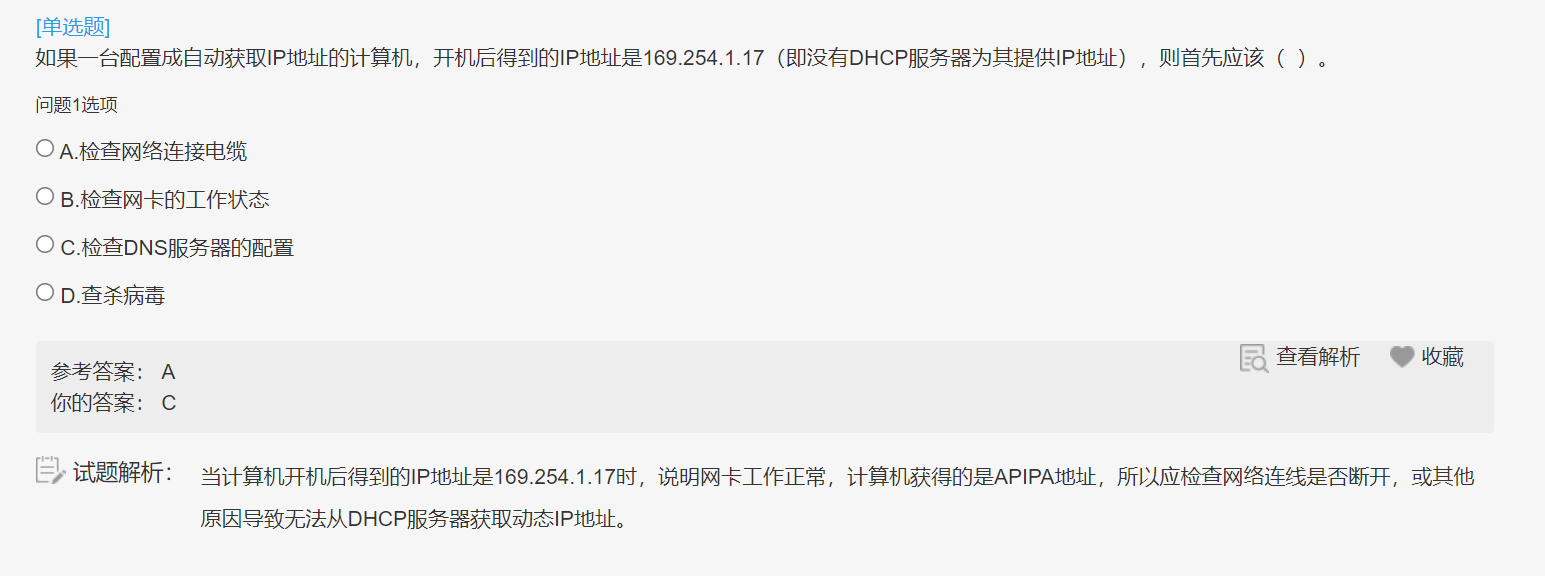 [单选题]
如果一台配置成自动获取IP地址的计算机，开机后得到的IP地址是169.254.1.17（即没有DHCP服务器为其提供IP地址），则首先应该（ ）。
问题1选项
A.检查网络连接电缆
B.检查网卡的工作状态
C.检查DNS服务器的配置
D.查杀病毒
参考答案： A
查看解析 收藏
你的答案： C
试题解析： 当计算机开机后得到的IP地址是169.254.1.17时，说明网卡工作正常，计算机获得的是APIPA地址，所以应检查网络连线是否断开，或其他
原因导致无法从DHCP服务器获取动态IP地址。